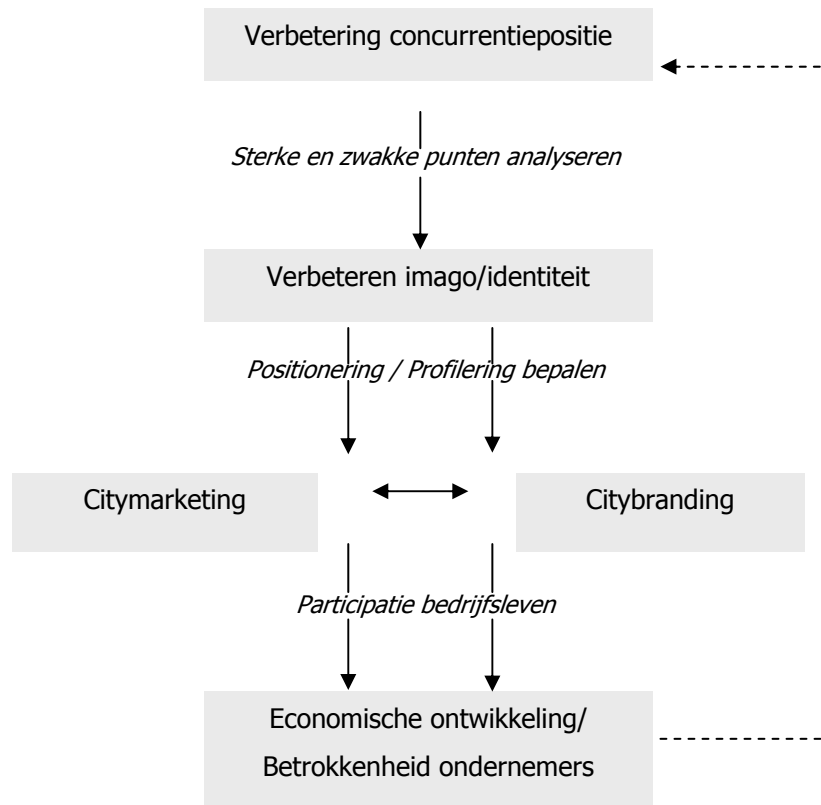 Verbetering concurrentiepositie
Sterke en zwakke punten analyseren
Verbeteren imago/identiteit
Positionering / Profilering bepalen
Citymarketing
Citybranding
Participatie bedrijfsleven
Economische ontwikkeling/
Betrokkenheid ondernemers